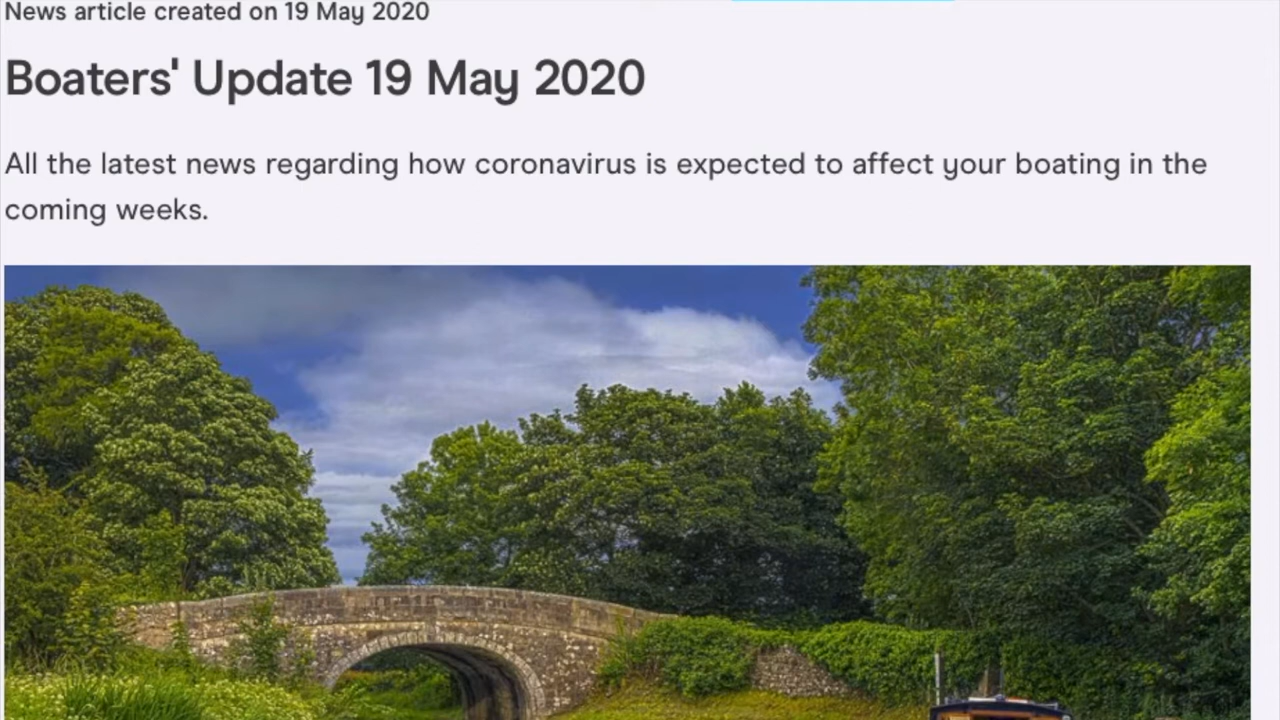 News article created on 19 May 2020
Boaters' Update 19 May 2020
All the latest news regarding how coronavirus is expected to affect your boating in the
coming weeks.